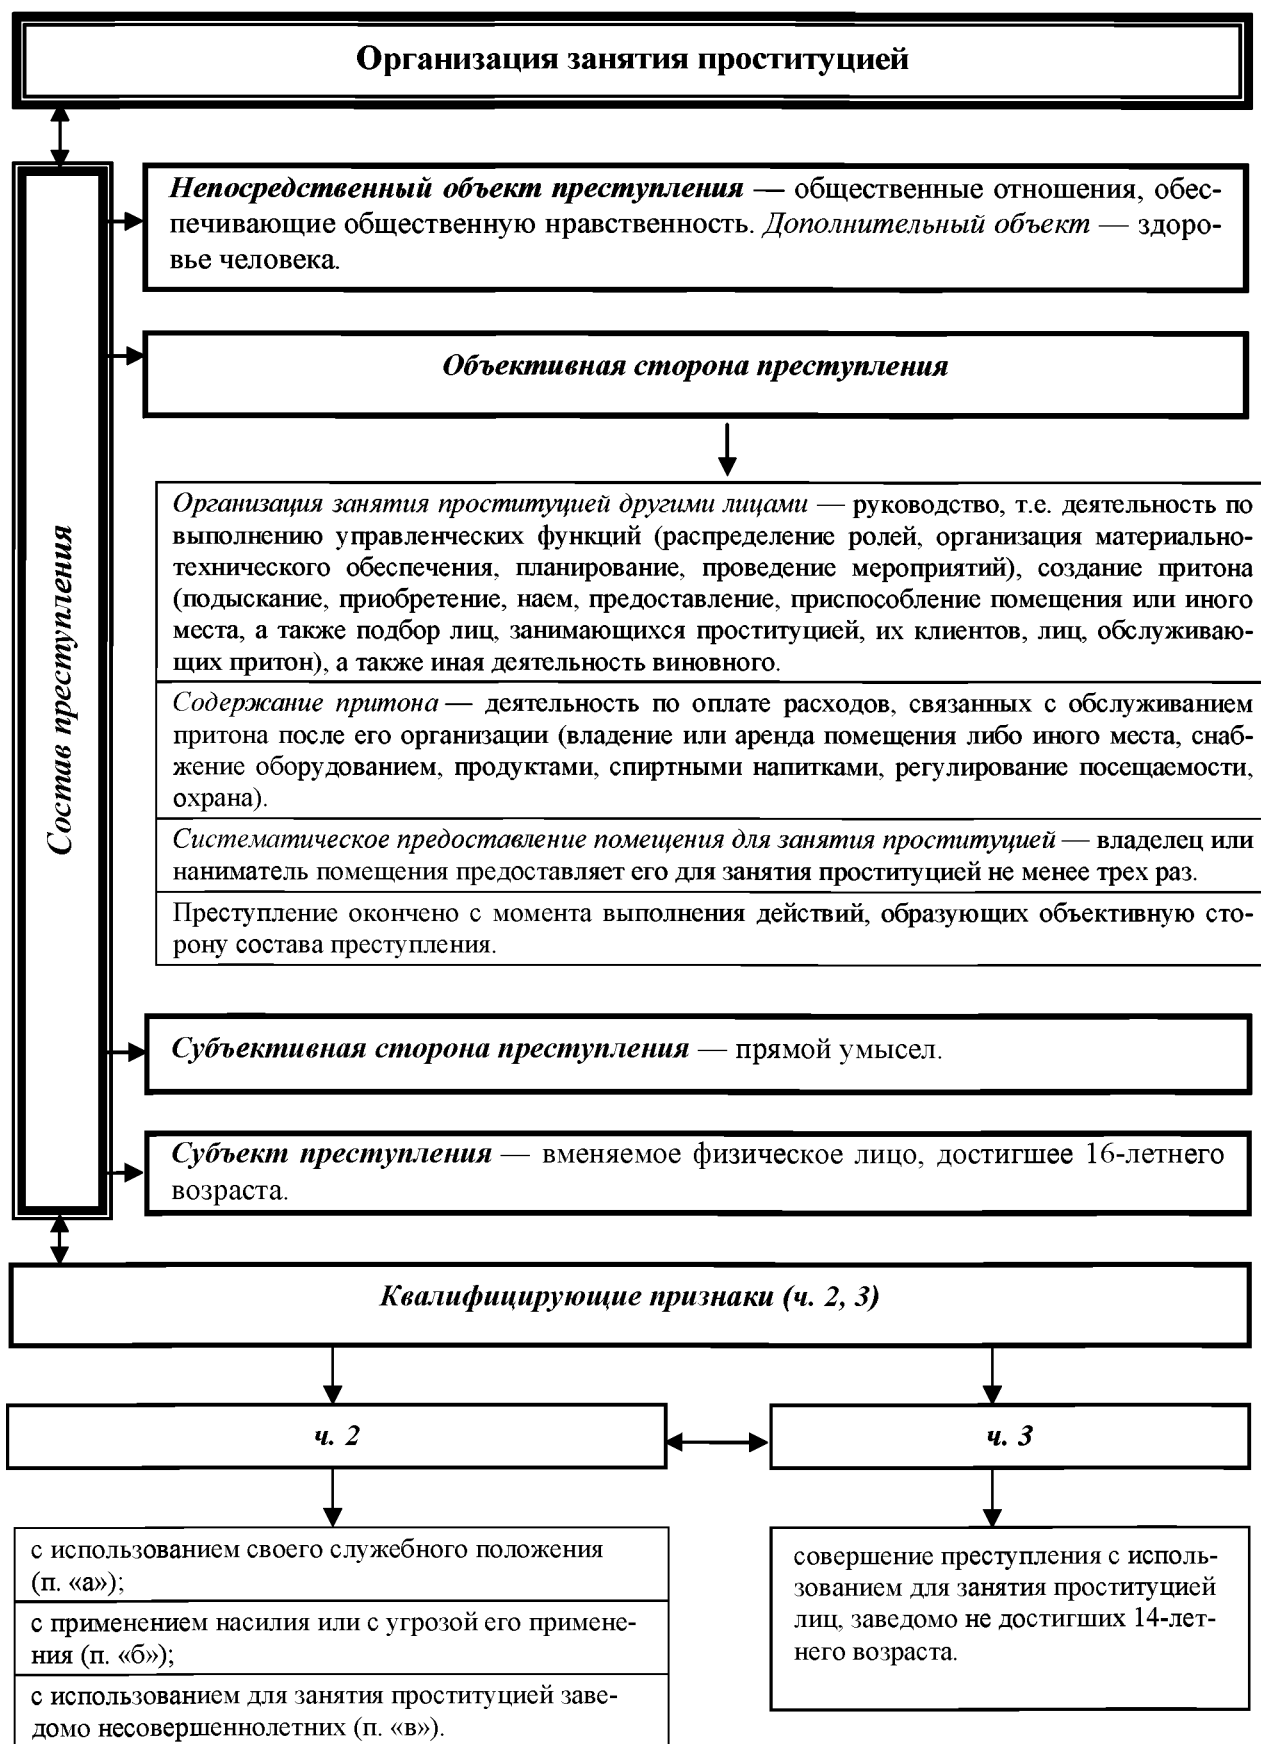 Организация занятия проституцией
Состав преступления
Непосредственный объект преступления — общественные отношения, обес-
печивающие общественную нравственность. Дополнительный объект — здоро-
вье человека.
Объективная сторона преступления
Организация занятия проституцией другими лицами — руководство, т.е. деятельность по
выполнению управленческих функций (распределение ролей, организация материально-
технического обеспечения, планирование, проведение мероприятий), создание притона
(подыскание, приобретение, наем, предоставление, приспособление помещения или иного
места, а также подбор лиц, занимающихся проституцией, их клиентов, лиц, обслуживаю-
щих притон), а также иная деятельность виновного.
Содержание притона — деятельность по оплате расходов, связанных с обслуживанием
притона после его организации (владение или аренда помещения либо иного места, снаб-
жение оборудованием, продуктами, спиртными напитками, регулирование посещаемости,
охрана).
Систематическое предоставление помещения для занятия проституцией — владелец или
наниматель помещения предоставляет его для занятия проституцией не менее трех раз.
Преступление окончено с момента выполнения действий, образующих объективную сто-
рону состава преступления.
Субъективная сторона преступления — прямой умысел.
Субъект преступления — вменяемое физическое лицо, достигшее 16-летнего
возраста.
Квалифицирующие признаки (ч. 2, 3)
ч. 2
ч. 3
с использованием своего служебного положения
(п. «а»);
с применением насилия или с угрозой его примене-
ния (п. «б»);
с использованием для занятия проституцией заве-
домо несовершеннолетних (п. «в»).
совершение преступления с исполь-
зованием для занятия проституцией
лиц, заведомо не достигших 14-лет-
него возраста.